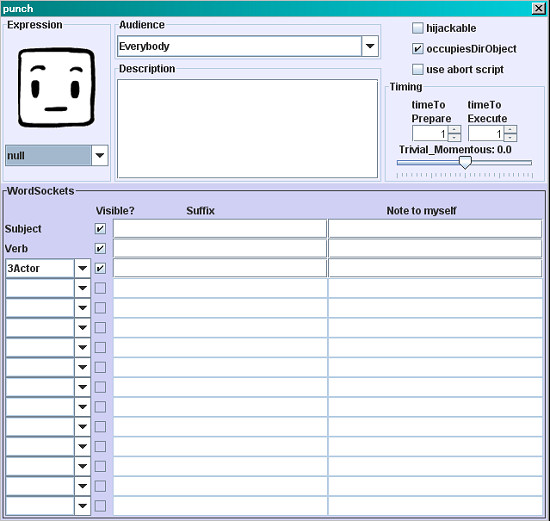 punch
Expression
Audience
Everybody
Description
null
hijackable
occupiesDirObject
use abort script
Timing
timeTo Prepare
timeTo Execute
1
1
Trivial_Momentous: 0.0
WordSockets
Visible? Suffix Note to myself
Subject
Verb
3Actor